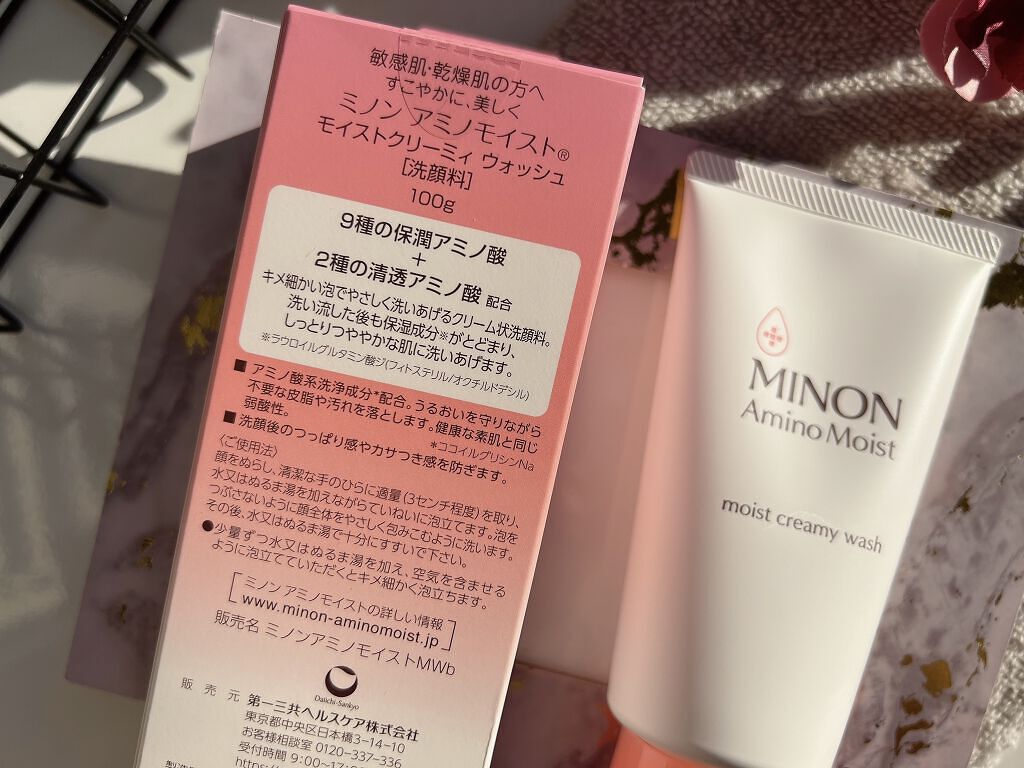 敏感肌・乾燥肌の方へ
すこやかに、美しく
ミノン アミノモイスト®
モイストクリーミィ ウォッシュ
[洗顔料]
100g
9種の保潤アミノ酸
+
2種の清透アミノ酸 配合
キメ細かい泡でやさしく洗いあげるクリーム状洗顔料。
洗い流した後も保湿成分※がとどまり、
しっとりつややかな肌に洗いあげます。
※ラウロイルグルタミン酸ジ(フィトステリル/オクチルドデシル)
■ アミノ酸系洗浄成分*配合。うるおいを守りながら
不要な皮脂や汚れを落とします。健康な素肌と同じ
弱酸性。
*ココイルグリシンNa
■ 洗顔後のつっぱり感やカサつき感を防ぎます。
〈ご使用法〉
顔をぬらし、清潔な手のひらに適量(3センチ程度)を取り、
水又はぬるま湯を加えながらていねいに泡立てます。泡を
つぶさないように顔全体をやさしく包みこむように洗います。
その後、水又はぬるま湯で十分にすすいで下さい。
●少量ずつ水又はぬるま湯を加え、空気を含ませる
ように泡立てていただくとキメ細かく泡立ちます。
ミノン アミノモイストの詳しい情報
www.minon-aminomoist.jp
販売名 ミノンアミノモイストMWb
Daiichi-Sankyo
販売元 第一三共ヘルスケア株式会社
東京都中央区日本橋3-14-10
お客様相談室 0120-337-336
受付時間 9:00~17:
https:/
MINON
Amino Moist
moist creamy wash